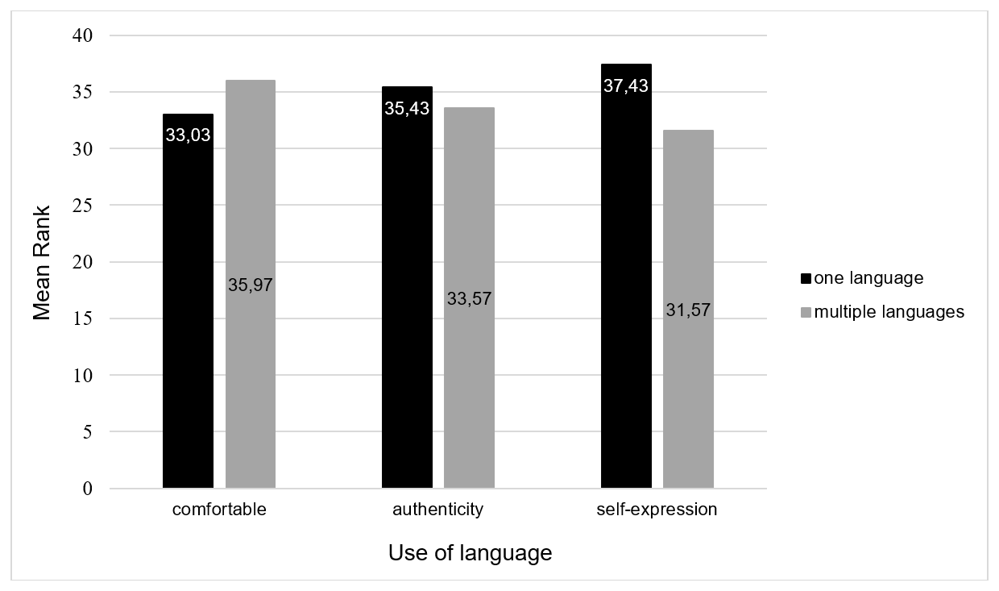 40
35
30
25
20
15
10
5
0
Mean Rank
33,03
35,97
35,43
33,57
37,43
31,57
comfortable
authenticity
self-expression
Use of language
one language
multiple languages